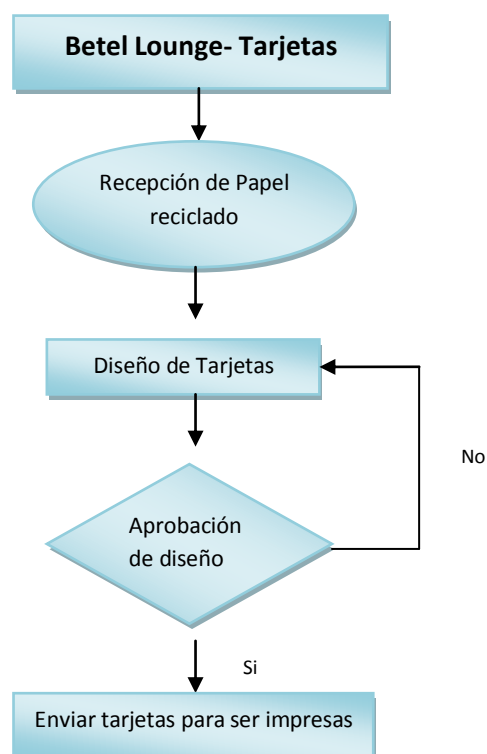 Betel Lounge- Tarjetas
Recepción de Papel
reciclado
Diseño de Tarjetas
No
Aprobación
de diseño
Si
Enviar tarjetas para ser impresas